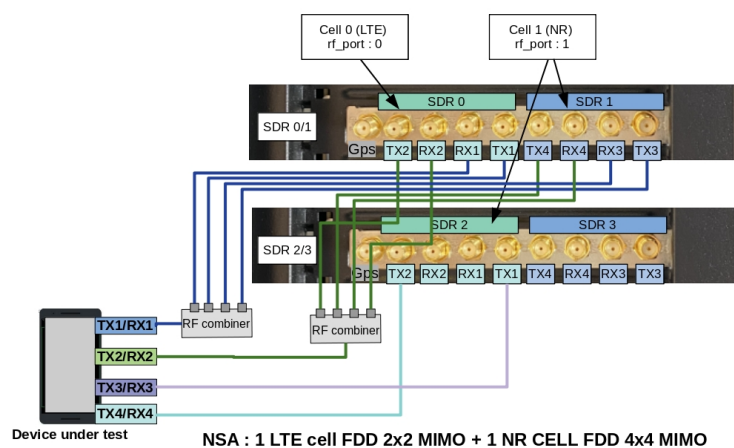 Cell 0 (LTE)
rf_port : 0
Cell 1 (NR)
rf_port : 1
SDR 0
SDR 1
SDR 0/1
Gps
TX2
RX2
RX1
TX1
TX4
RX4
RX3
TX3
SDR 2
SDR 3
SDR 2/3
Gps
TX2
RX2
RX1
TX1
TX4
RX4
RX3
TX3
RF combiner
RF combiner
TX1/RX1
TX2/RX2
TX3/RX3
TX4/RX4
Device under test
NSA : 1 LTE cell FDD 2x2 MIMO + 1 NR CELL FDD 4x4 MIMO